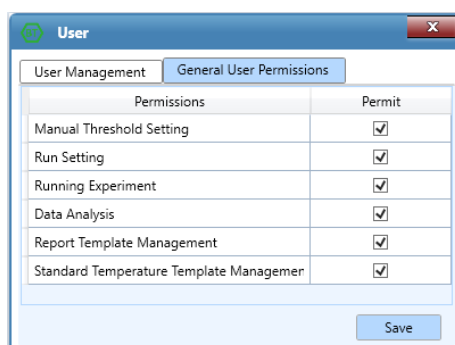 User
User Management General User Permissions
Permissions Permit
Manual Threshold Setting
Run Setting
Running Experiment
Data Analysis
Report Template Management
Standard Temperature Template Managemen
Save